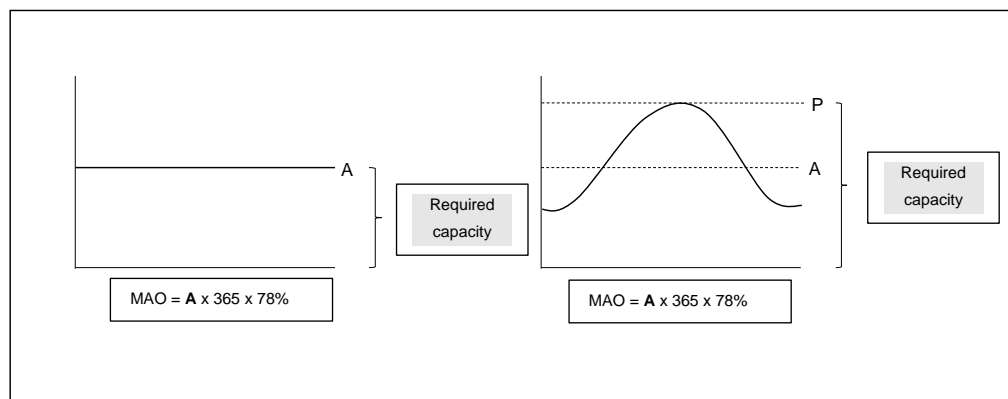 A
Required
capacity
MAO = A x 365 x 78%
P
A
Required
capacity
MAO = A x 365 x 78%